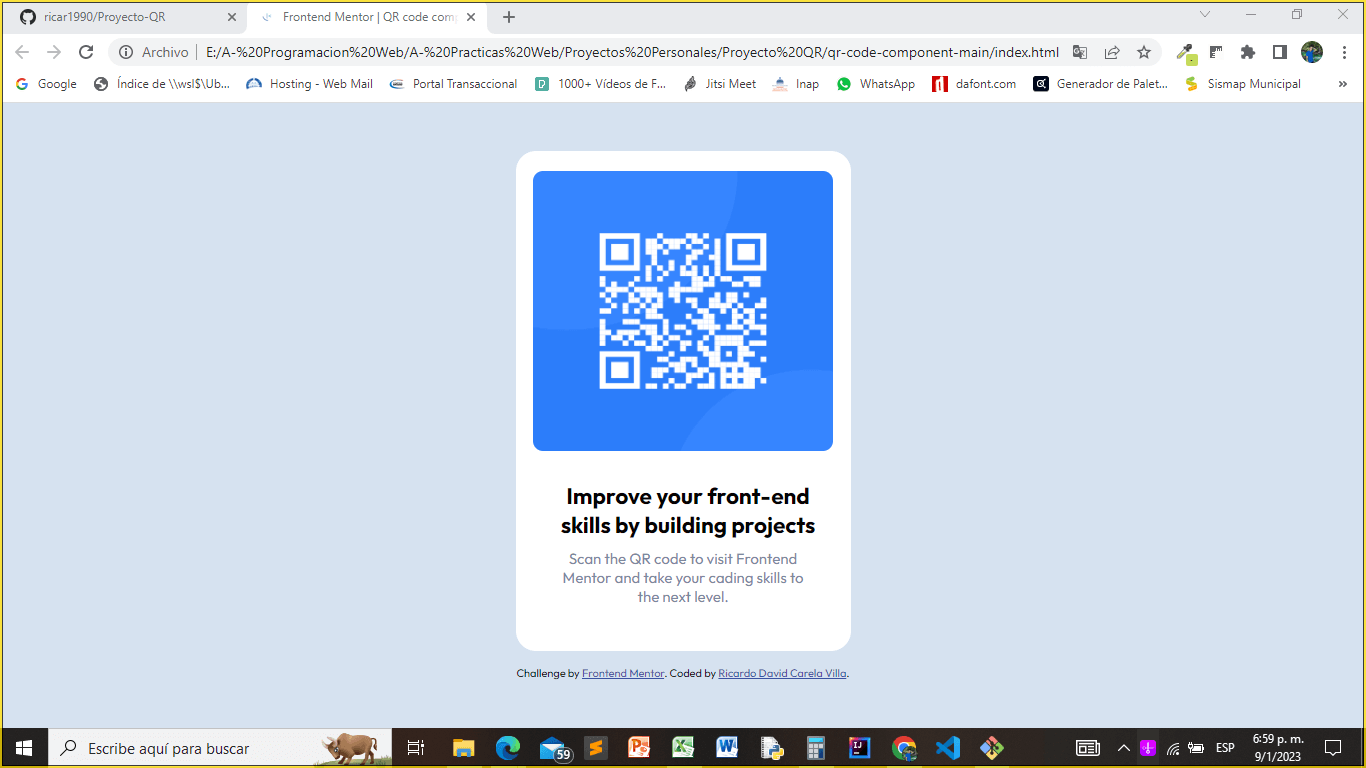 ricar1990/Proyecto-QR
Frontend Mentor | QR code com
Archivo | E:/A-%20Programacion%20Web/A-%20Practicas%20Web/Proyectos%20Personales/Proyecto%20QR/qr-code-component-main/index.html
Google Índice de \\wsl$\Ub... Hosting - Web Mail Portal Transaccional 1000+ Vídeos de F... Jitsi Meet Inap WhatsApp dafont.com Generador de Palet... Sismap Municipal »
Improve your front-end
skills by building projects
Scan the QR code to visit Frontend
Mentor and take your cading skills to
the next level.
Challenge by Frontend Mentor. Coded by Ricardo David Carela Villa.
Escribe aquí para buscar
59
ESP
6:59 p. m.
9/1/2023